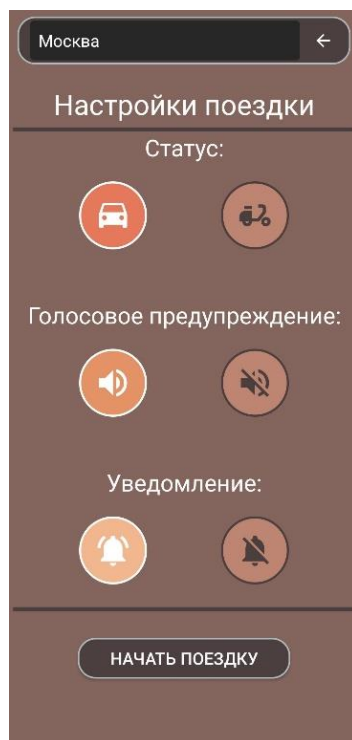 Москва
Настройки поездки
Статус:
Голосовое предупреждение:
Уведомление:
НАЧАТЬ ПОЕЗДКУ